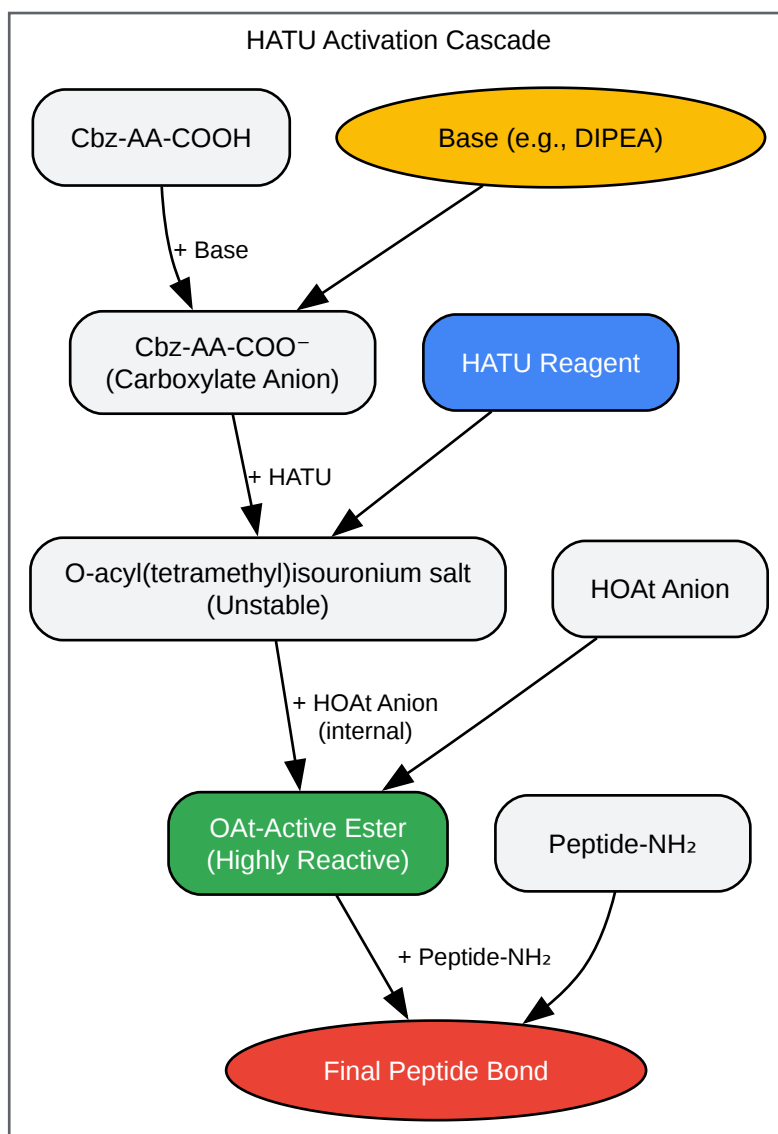 HATU Activation Cascade
Cbz-AA-COOH
Base (e.g., DIPEA)
+ Base
Cbz-AA-COO⁻
(Carboxylate Anion)
HATU Reagent
+ HATU
O-acyl(tetramethyl)isouronium salt
(Unstable)
HOAt Anion
+ HOAt Anion
(internal)
OAt-Active Ester
(Highly Reactive)
Peptide-NH₂
+ Peptide-NH₂
Final Peptide Bond